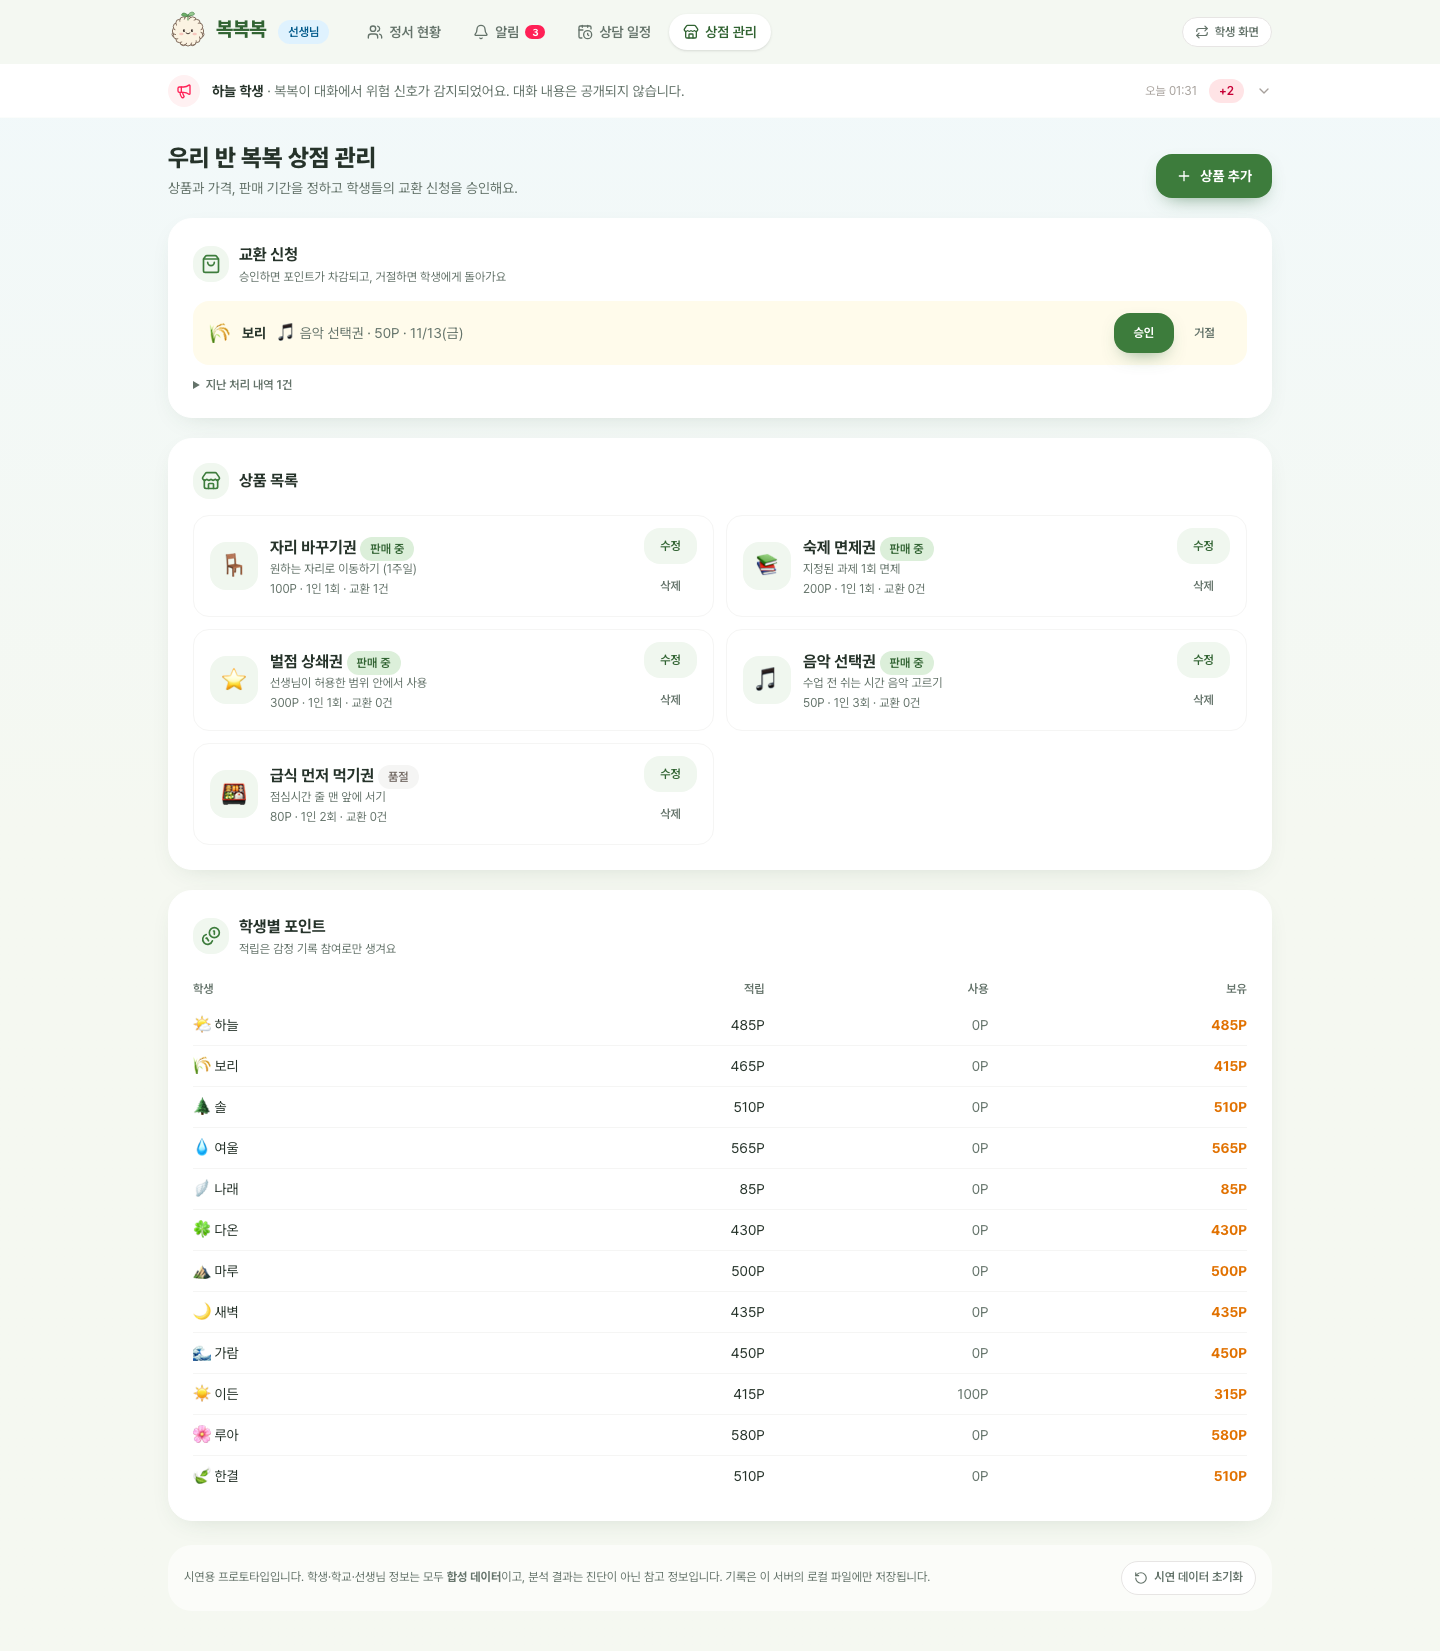 복복복 선생님 정서 현황 알림 3 상담 일정 상점 관리 학생 화면
하늘 학생 · 복복이 대화에서 위험 신호가 감지되었어요. 대화 내용은 공개되지 않습니다. 오늘 01:31 +2
우리 반 복복 상점 관리
상품과 가격, 판매 기간을 정하고 학생들의 교환 신청을 승인해요.
+ 상품 추가
교환 신청
승인하면 포인트가 차감되고, 거절하면 학생에게 돌아가요
보리 음악 선택권 · 50P · 11/13(금) 승인 거절
▶ 지난 처리 내역 1건
상품 목록
자리 바꾸기권 판매 중
원하는 자리로 이동하기 (1주일)
100P · 1인 1회 · 교환 1건
수정
삭제
숙제 면제권 판매 중
지정된 과제 1회 면제
200P · 1인 1회 · 교환 0건
수정
삭제
벌점 상쇄권 판매 중
선생님이 허용한 범위 안에서 사용
300P · 1인 1회 · 교환 0건
수정
삭제
음악 선택권 판매 중
수업 전 쉬는 시간 음악 고르기
50P · 1인 3회 · 교환 0건
수정
삭제
급식 먼저 먹기권 품절
점심시간 줄 맨 앞에 서기
80P · 1인 2회 · 교환 0건
수정
삭제
학생별 포인트
적립은 감정 기록 참여로만 생겨요
학생 적립 사용 보유
하늘 485P 0P 485P
보리 465P 0P 415P
솔 510P 0P 510P
여울 565P 0P 565P
나래 85P 0P 85P
다온 430P 0P 430P
마루 500P 0P 500P
새벽 435P 0P 435P
가람 450P 0P 450P
이든 415P 100P 315P
루아 580P 0P 580P
한결 510P 0P 510P
시연용 프로토타입입니다. 학생·학교·선생님 정보는 모두 합성 데이터이고, 분석 결과는 진단이 아닌 참고 정보입니다. 기록은 이 서버의 로컬 파일에만 저장됩니다. 시연 데이터 초기화